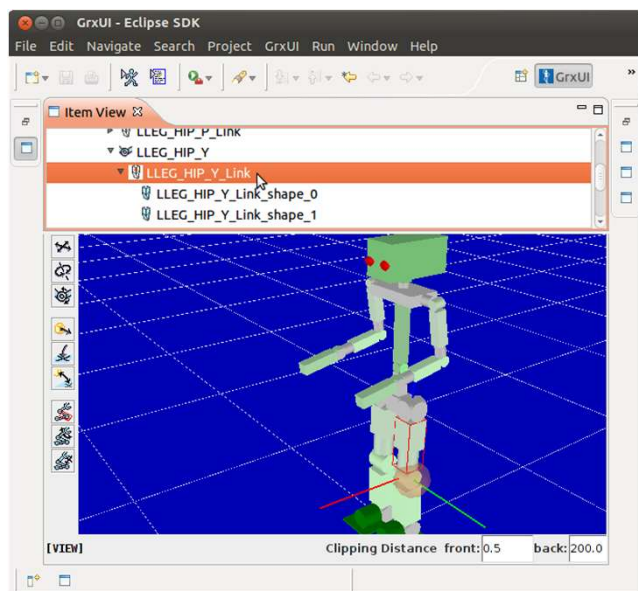 GrxUI - Eclipse SDK
File Edit Navigate Search Project GrxUI Run Window Help
GrxUI »
Item View
LLEG_HIP_P_Link
LLEG_HIP_Y
LLEG_HIP_Y_Link
LLEG_HIP_Y_Link_shape_0
LLEG_HIP_Y_Link_shape_1
[VIEW] Clipping Distance front: 0.5 back: 200.0